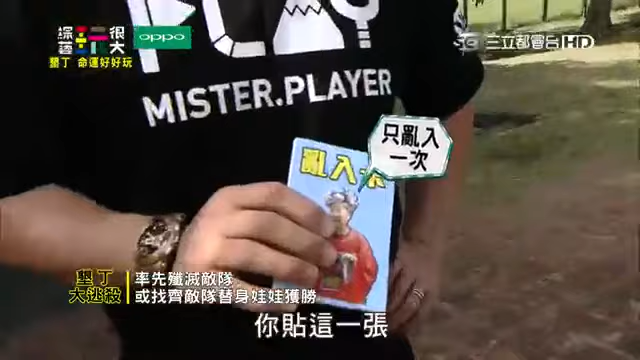 綜藝玩很大
oppo
墾丁 命運好好玩
三立都會台HD
PLAY
MISTER.PLAYER
只亂入
一次
亂入
墾丁
大逃殺
率先殲滅敵隊
或找齊敵隊替身娃娃獲勝
你貼這一張